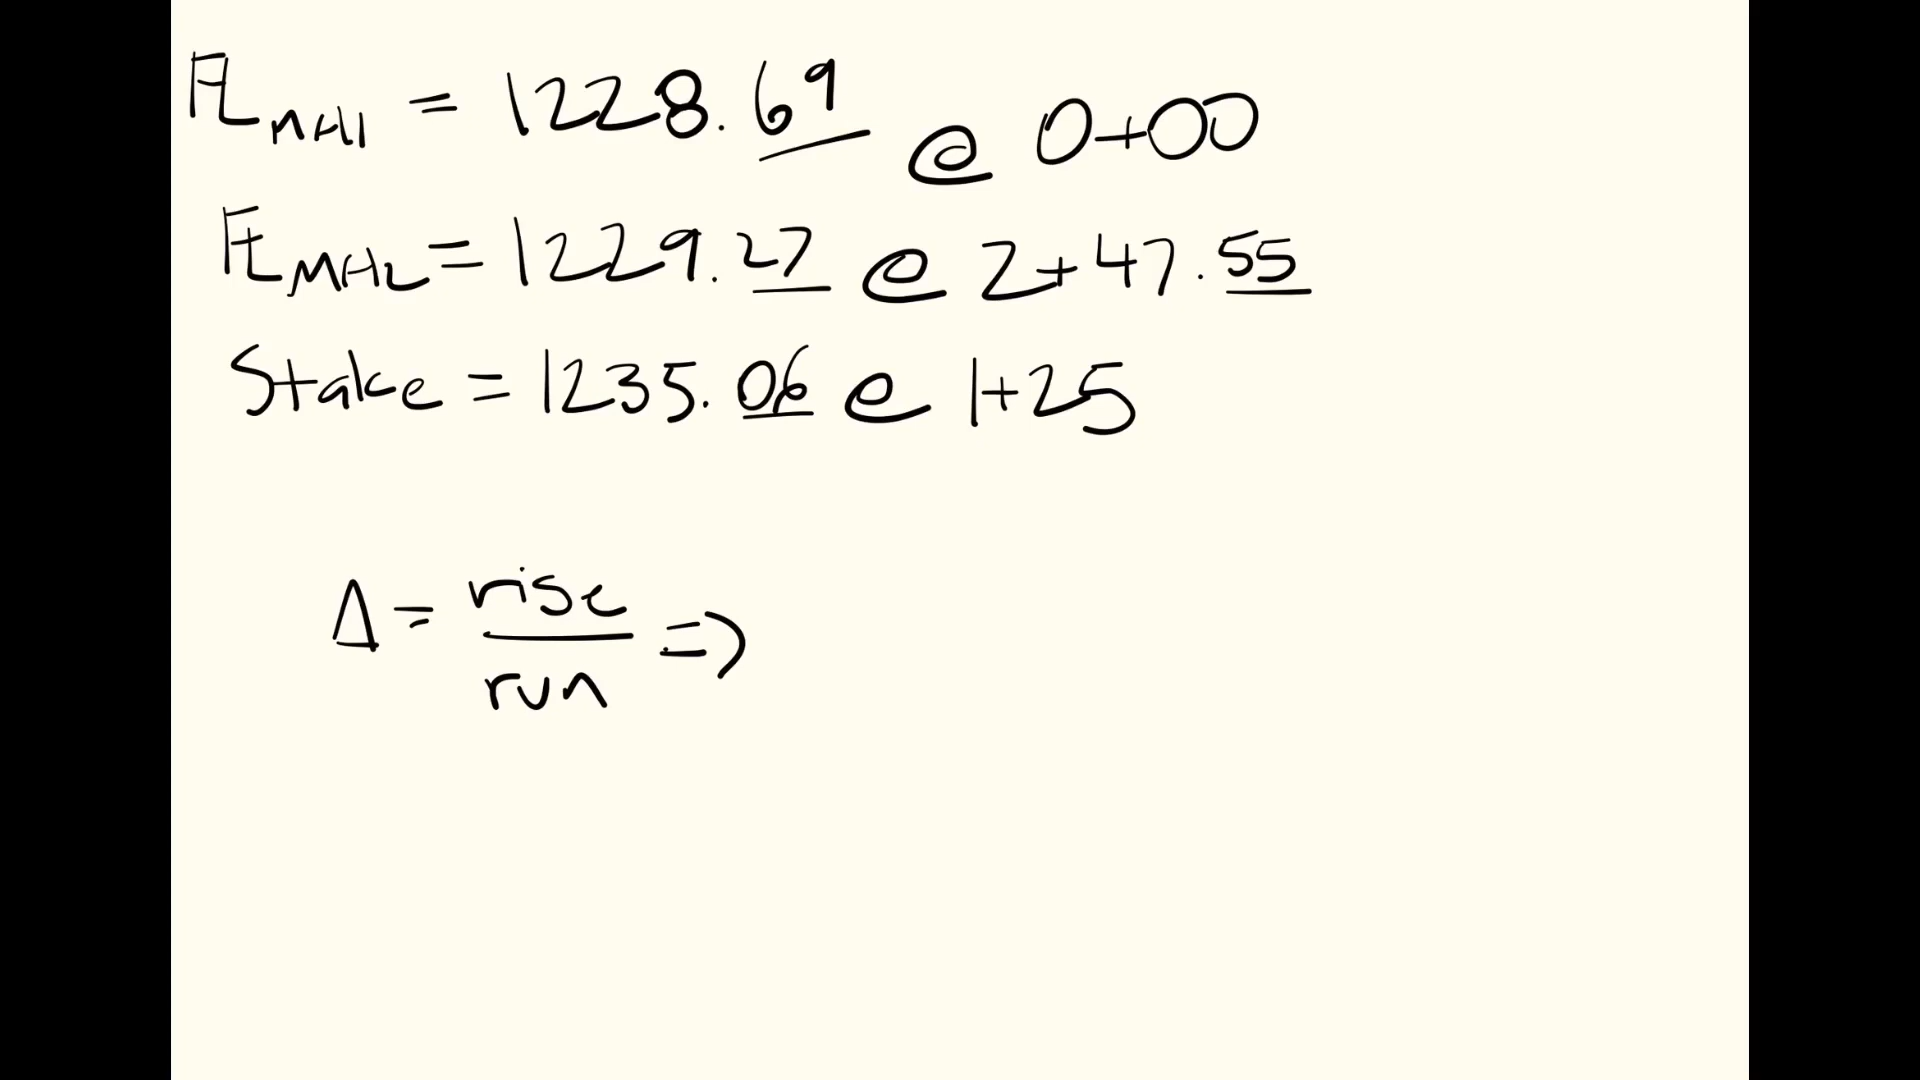 FL MH1 = 1228.69 @ 0+00
FL MH2 = 1229.27 @ 2+47.55
Stake = 1235.06 @ 1+25
Δ = rise / run =>